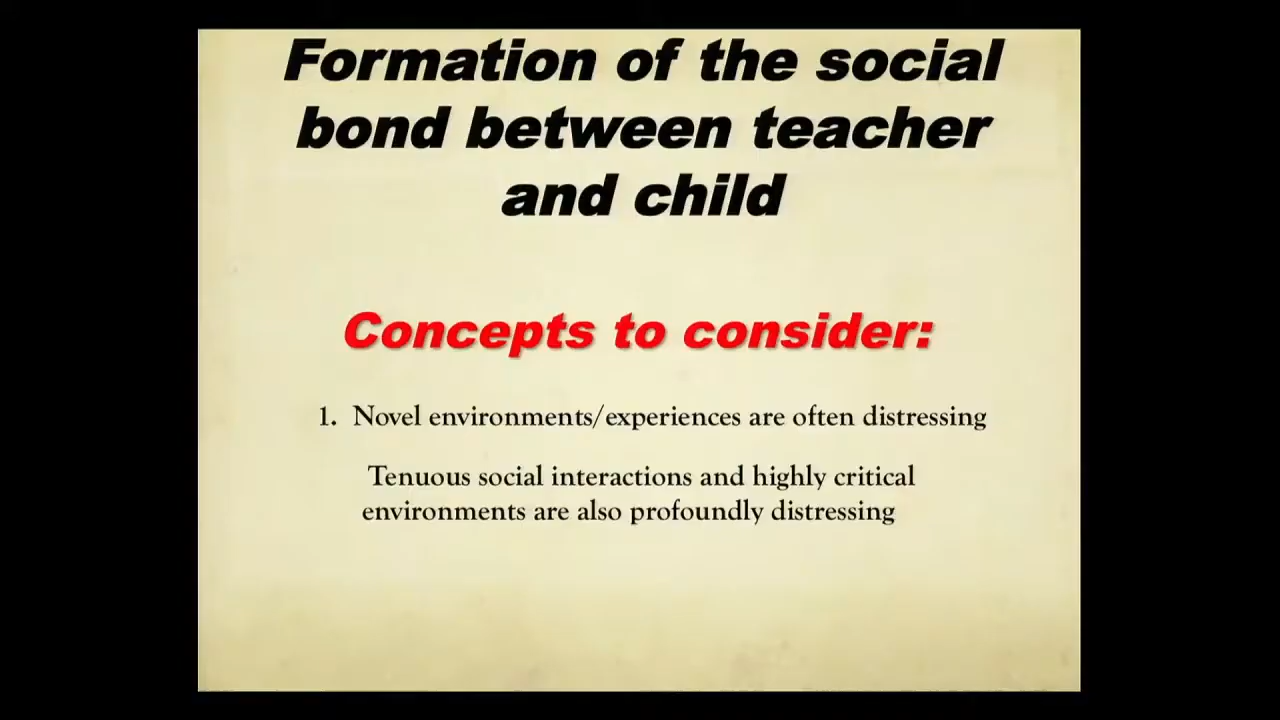 Formation of the social
bond between teacher
and child
Concepts to consider:
1. Novel environments/experiences are often distressing
Tenuous social interactions and highly critical
environments are also profoundly distressing